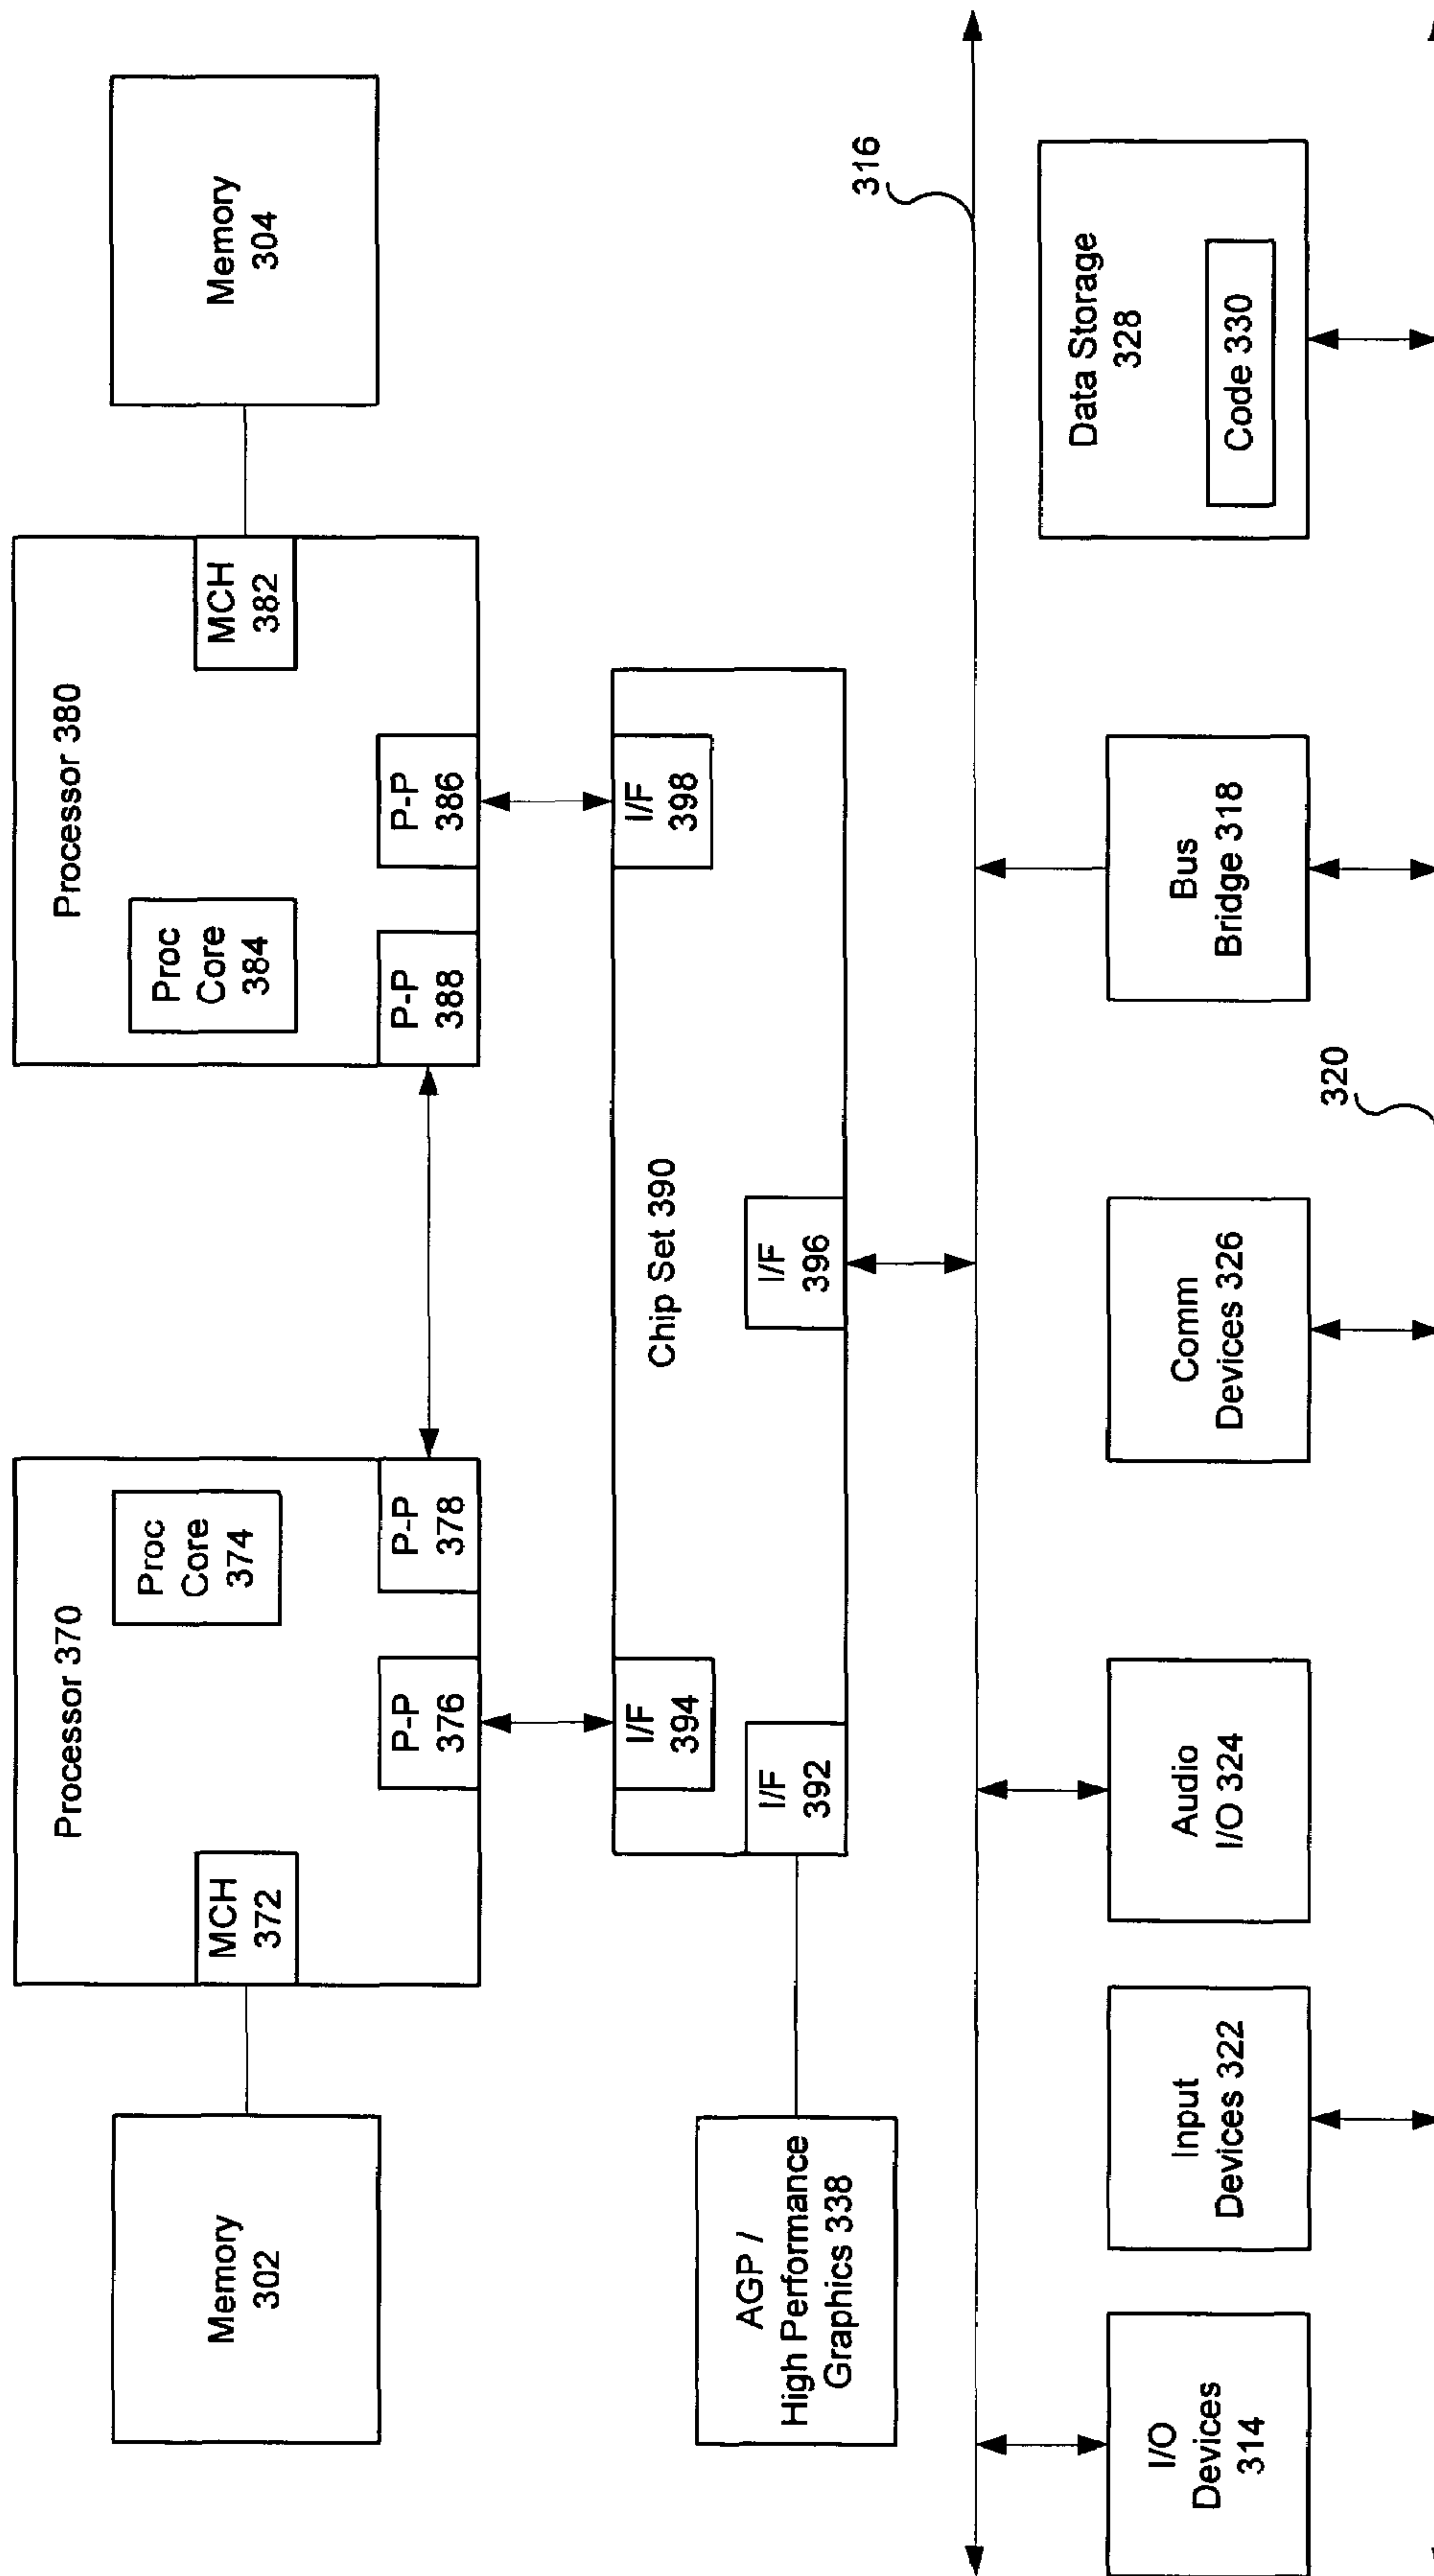 Memory
302
Processor 370
MCH
372
Proc
Core
374
P-P
376
P-P
378
Processor 380
Proc
Core
384
MCH
382
P-P
388
P-P
386
Memory
304
Chip Set 390
I/F
394
I/F
398
I/F
392
I/F
396
AGP /
High Performance
Graphics 338
316
I/O
Devices
314
Input
Devices 322
Audio
I/O 324
Comm
Devices 326
Bus
Bridge 318
Data Storage
328
Code 330
320